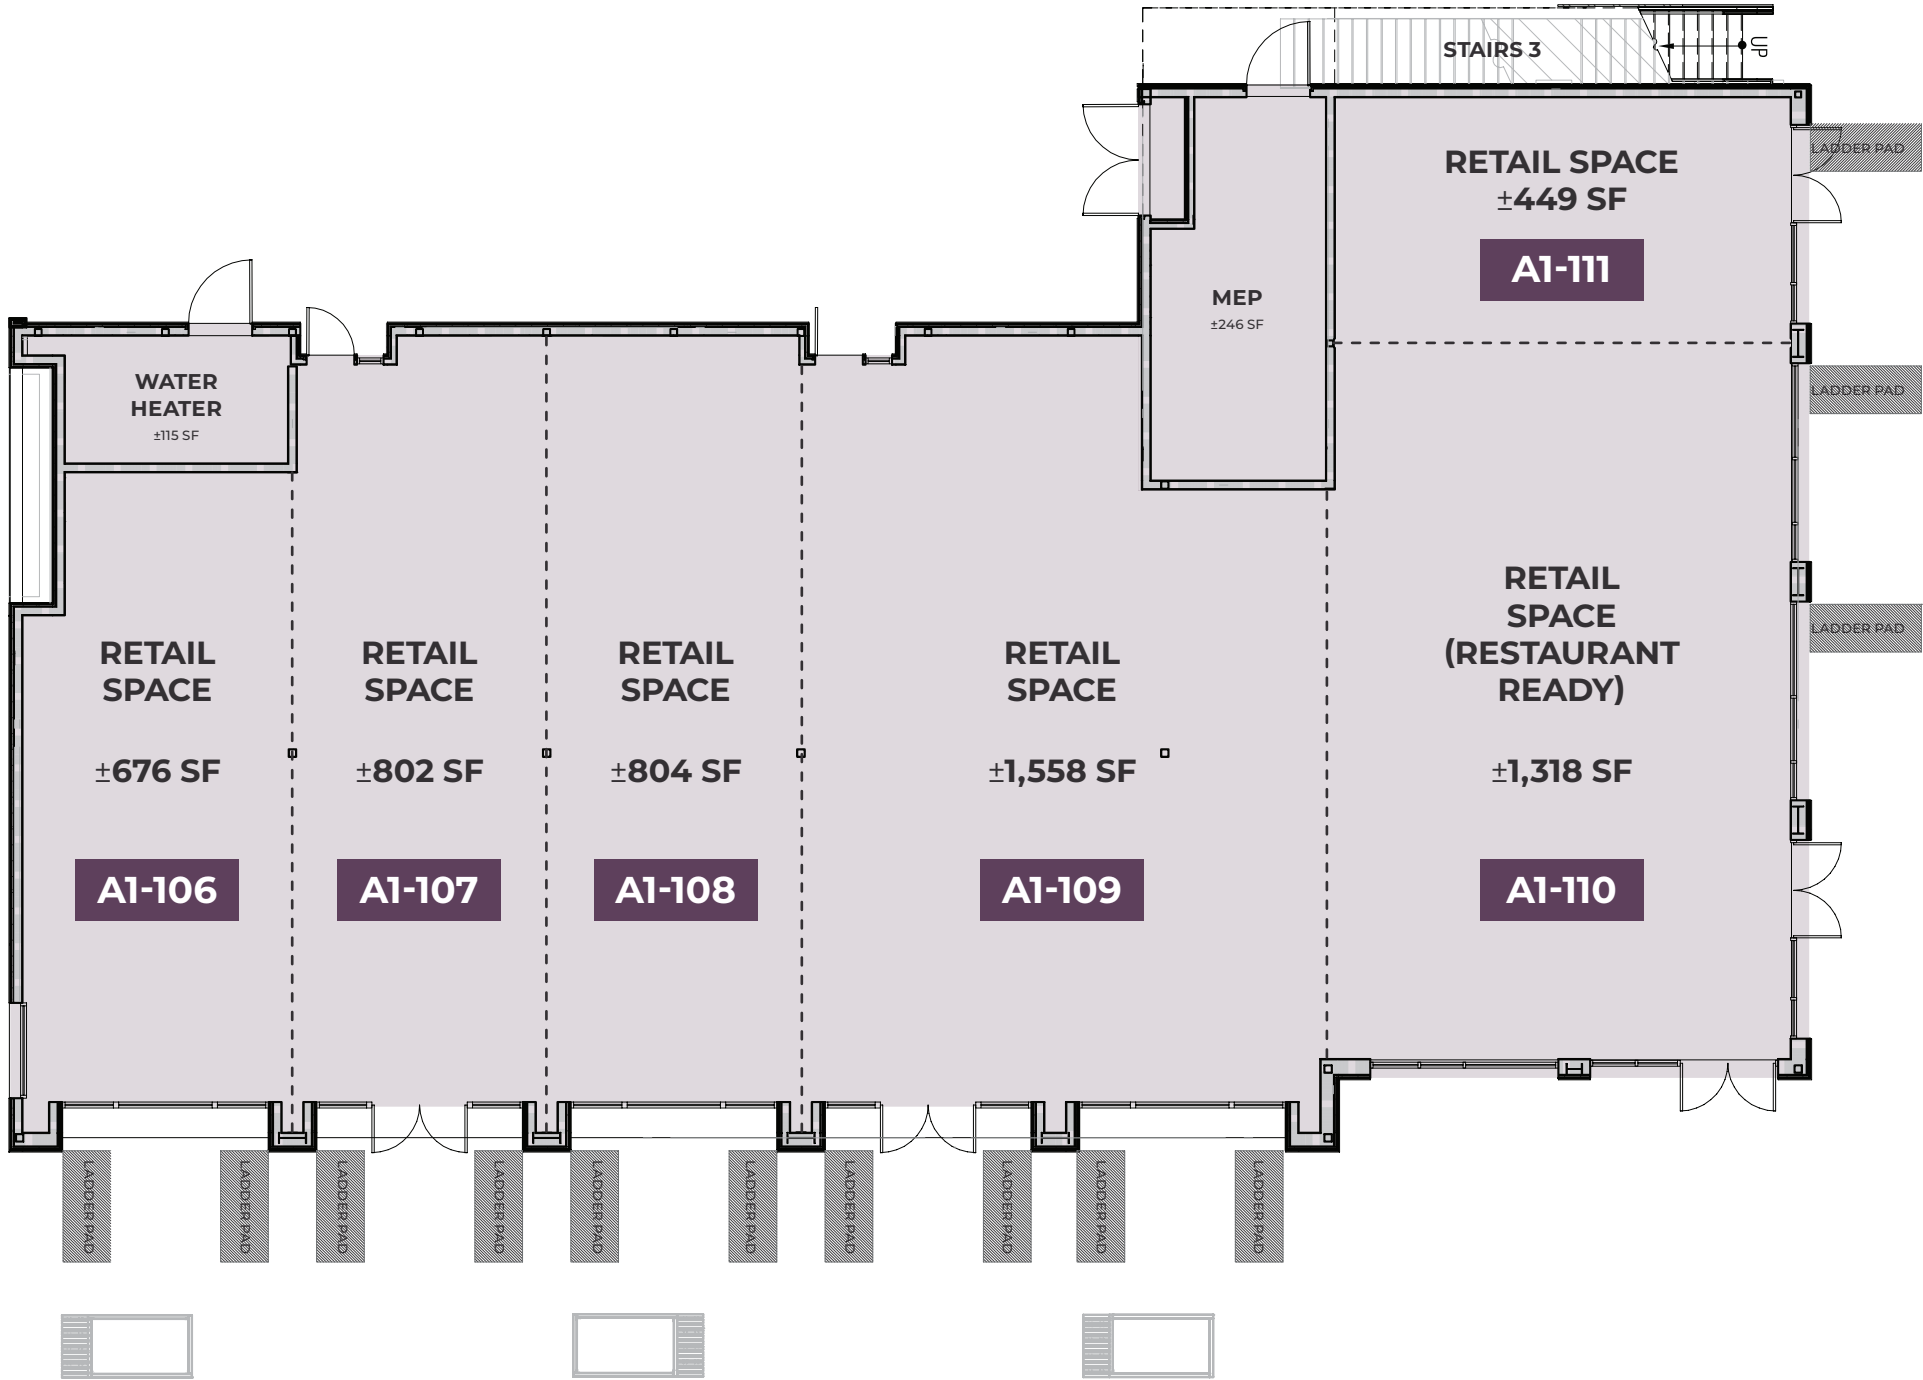 STAIRS 3
UP
RETAIL SPACE
±449 SF
A1-111
LADDER PAD
MEP
±246 SF
WATER
HEATER
±115 SF
LADDER PAD
LADDER PAD
RETAIL
SPACE
±676 SF
A1-106
RETAIL
SPACE
±802 SF
A1-107
RETAIL
SPACE
±804 SF
A1-108
RETAIL
SPACE
±1,558 SF
A1-109
RETAIL
SPACE
(RESTAURANT
READY)
±1,318 SF
A1-110
LADDER PAD
LADDER PAD
LADDER PAD
LADDER PAD
LADDER PAD
LADDER PAD
LADDER PAD
LADDER PAD
LADDER PAD
LADDER PAD